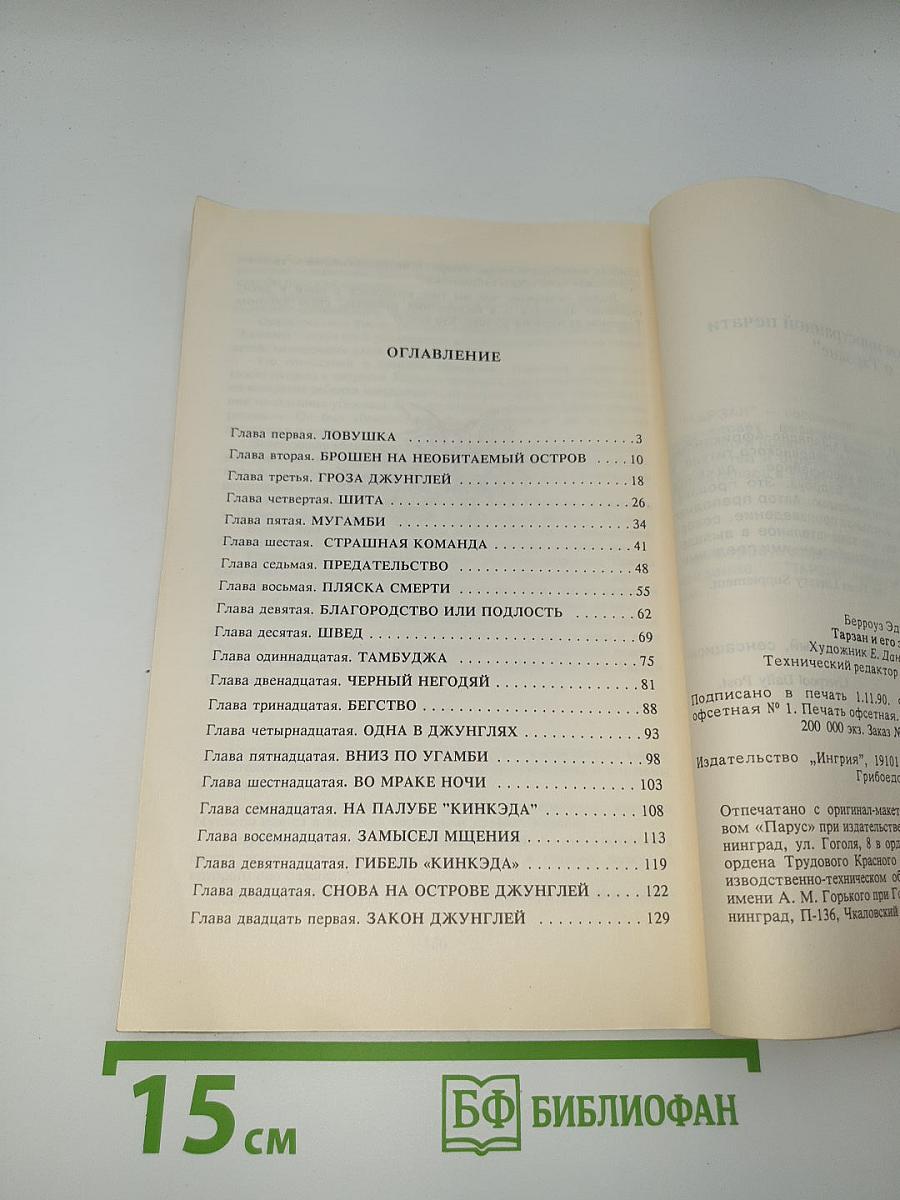 ОГЛАВЛЕНИЕ
Глава первая. ЛОВУШКА ........................3
Глава вторая. БРОШЕН НА НЕОБИТАЕМЫЙ ОСТРОВ ....10
Глава третья. ГРОЗА ДЖУНГЛЕЙ ..................18
Глава четвертая. ШИТА ..........................26
Глава пятая. МУГАМБИ ..........................34
Глава шестая. СТРАШНАЯ КОМАНДА ................41
Глава седьмая. ПРЕДАТЕЛЬСТВО ..................48
Глава восьмая. ПЛЯСКА СМЕРТИ ..................55
Глава девятая. БЛАГОРОДСТВО ИЛИ ПОДЛОСТЬ .......62
Глава десятая. ШВЕД ............................69
Глава одиннадцатая. ТАМБУДЖА ..................75
Глава двенадцатая. ЧЕРНЫЙ НЕГОДЯЙ ..............81
Глава тринадцатая. БЕГСТВО .....................88
Глава четырнадцатая. ОДНА В ДЖУНГЛЯХ ...........93
Глава пятнадцатая. ВНИЗ ПО УГАМБИ ..............98
Глава шестнадцатая. ВО МРАКЕ НОЧИ .............103
Глава семнадцатая. НА ПАЛУБЕ "КИНКЭДА" .........108
Глава восемнадцатая. ЗАМЫСЕЛ МЩЕНИЯ ...........113
Глава девятнадцатая. ГИБЕЛЬ «КИНКЭДА» ..........119
Глава двадцатая. СНОВА НА ОСТРОВЕ ДЖУНГЛЕЙ .....122
Глава двадцать первая. ЗАКОН ДЖУНГЛЕЙ .........129
Берроуз
Тарзан и его
Художник Е.
Технический редактор
Подписано в печать 1.11.90.
офсетная № 1. Печать офсетная.
200 000 экз. Заказ
Издательство „Ингрия",
Отпечатано с
вом «Парус» при издательстве
нинград, ул. Гоголя, 8 в
ордена Трудового Красного
изводственно-техническом
имени А. М. Горького при
нинград, П-136, Чкаловский
15 см
БФ БИБЛИОФАН